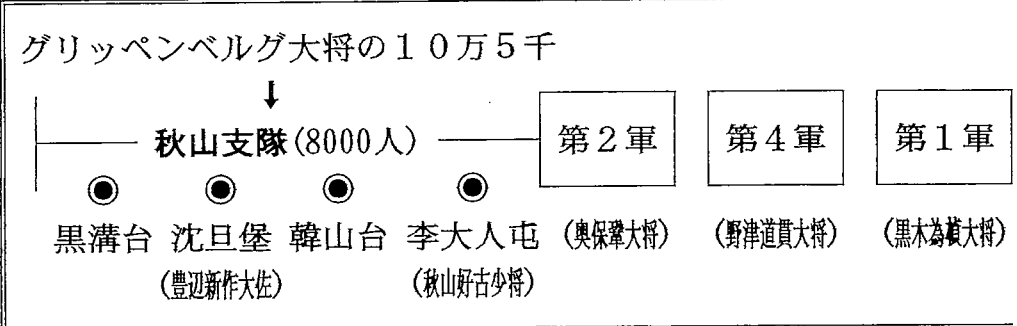 グリッペンベルグ大将の１０万５千
↓
秋山支隊(8000人)
第２軍 第４軍 第１軍
黒溝台 沈旦堡 韓山台 李大人屯 (奥保鞏大将) (野津道貫大将) (黒木為楨大将)
(豊辺新作大佐) (秋山好古少将)